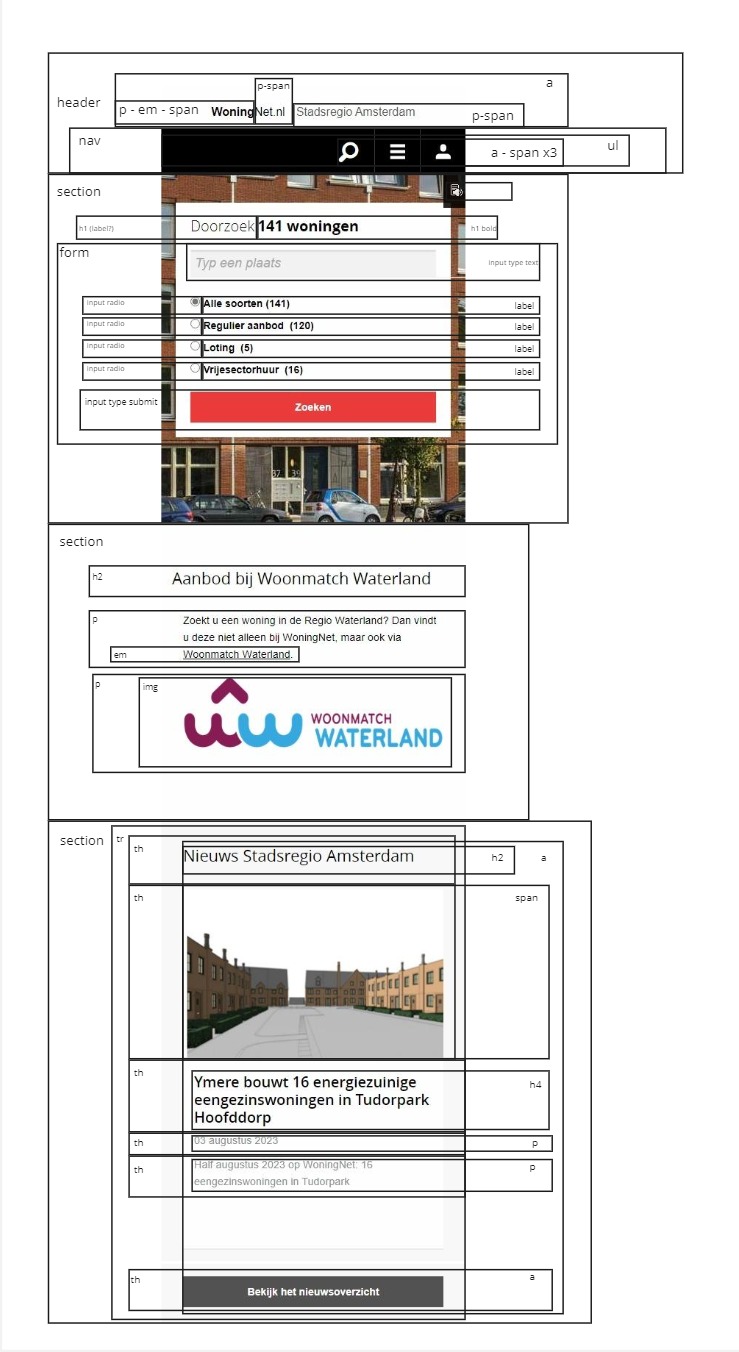 a
p-span
header
p - em - span WoningNet.nl Stadsregio Amsterdam p-span
nav
a - span x3 ul
section
h1 (label?) Doorzoek 141 woningen h1 bold
form
Typ een plaats input type text
input radio Alle soorten (141) label
input radio Regulier aanbod (120) label
input radio Loting (5) label
input radio Vrijesectorhuur (16) label
input type submit Zoeken
37 39
section
h2 Aanbod bij Woonmatch Waterland
p Zoekt u een woning in de Regio Waterland? Dan vindt
u deze niet alleen bij WoningNet, maar ook via
em Woonmatch Waterland.
p img
WOONMATCH
WATERLAND
section tr
th Nieuws Stadsregio Amsterdam h2 a
th span
th Ymere bouwt 16 energiezuinige h4
eengezinswoningen in Tudorpark
Hoofddorp
th 03 augustus 2023 p
th Half augustus 2023 op WoningNet: 16 p
eengezinswoningen in Tudorpark
th a
Bekijk het nieuwsoverzicht